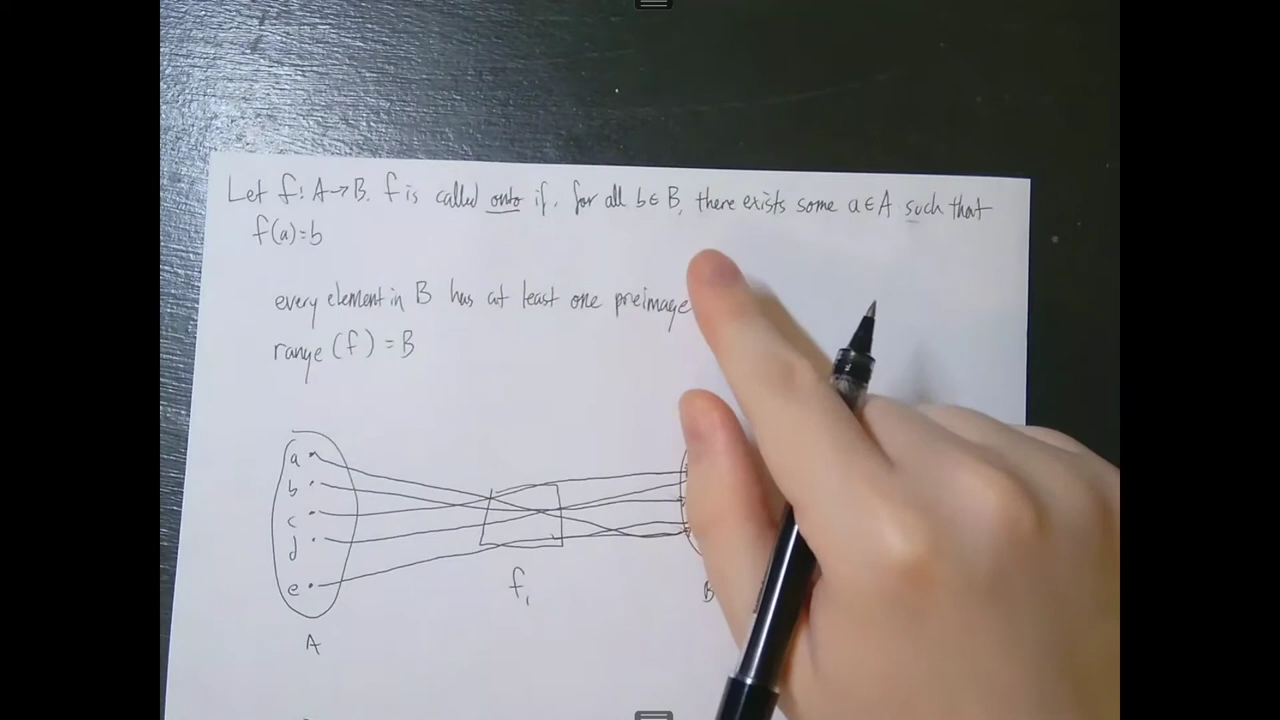 Let f: A→B. f is called onto if, for all b∈B, there exists some a∈A such that
f(a)=b
every element in B has at least one preimage
range (f) = B
a
b
c
d
e
f₁
A
B